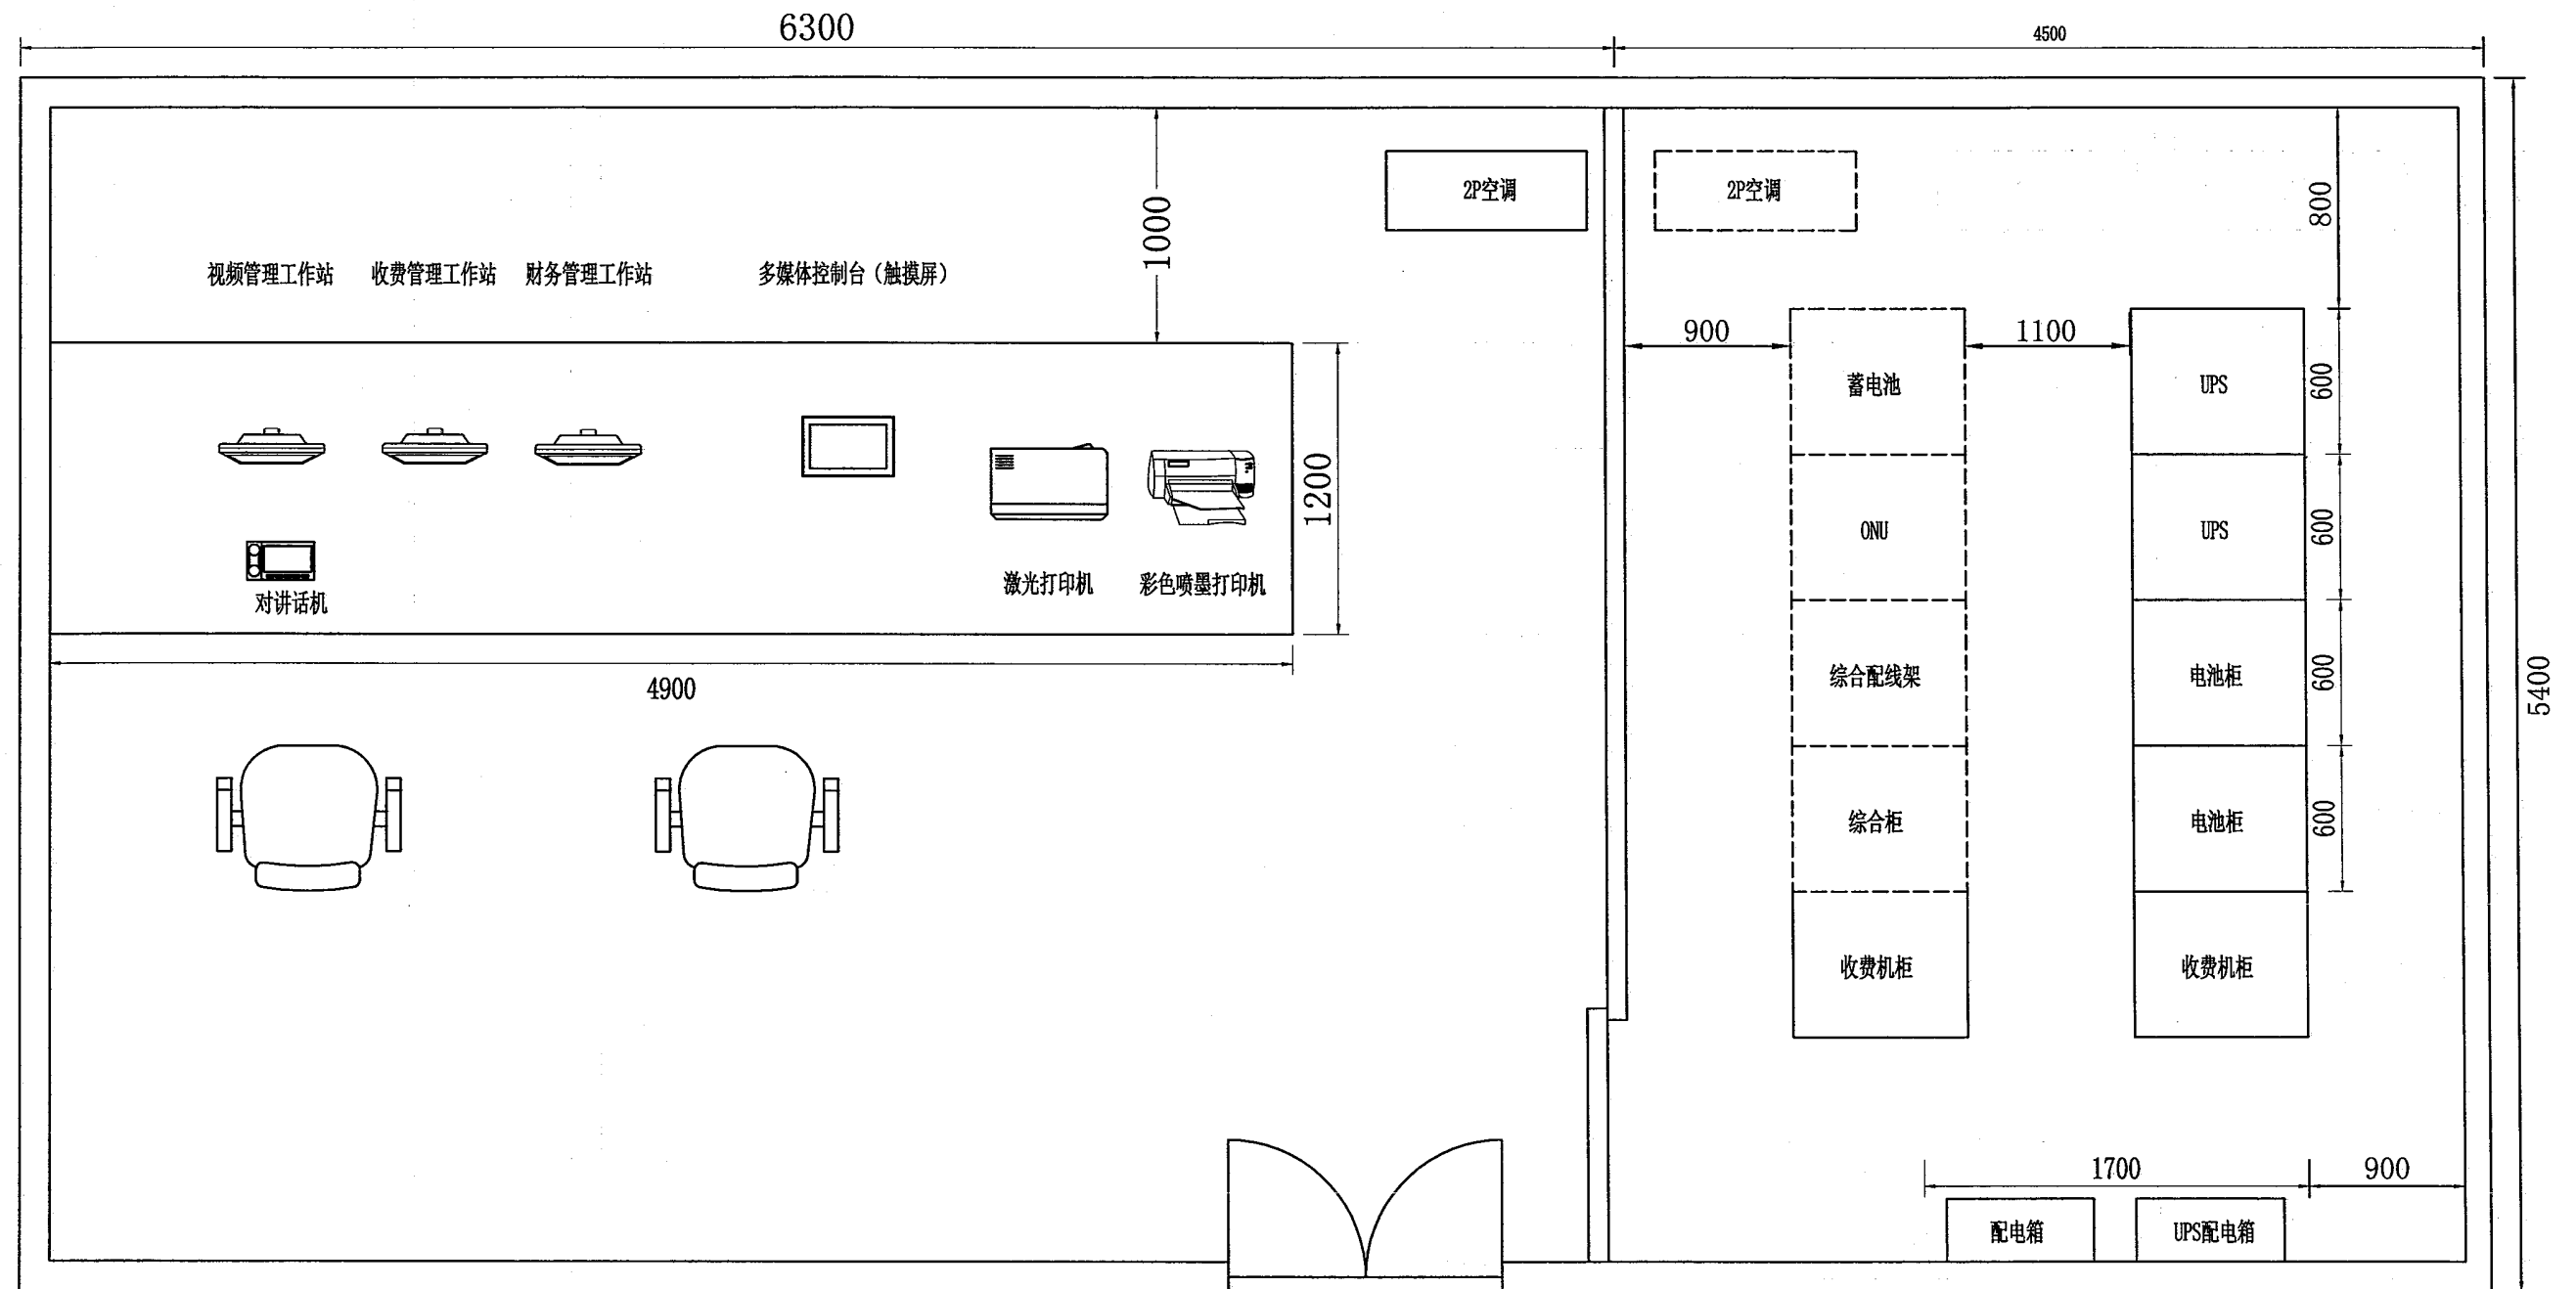 6300
4500
2P空调
2P空调
800
1000
视频管理工作站
收费管理工作站
财务管理工作站
多媒体控制台（触摸屏）
900
1100
蓄电池
UPS
600
1200
ONU
UPS
600
对讲话机
激光打印机
彩色喷墨打印机
4900
综合配线架
电池柜
600
5400
综合柜
电池柜
600
收费机柜
收费机柜
1700
900
配电箱
UPS配电箱